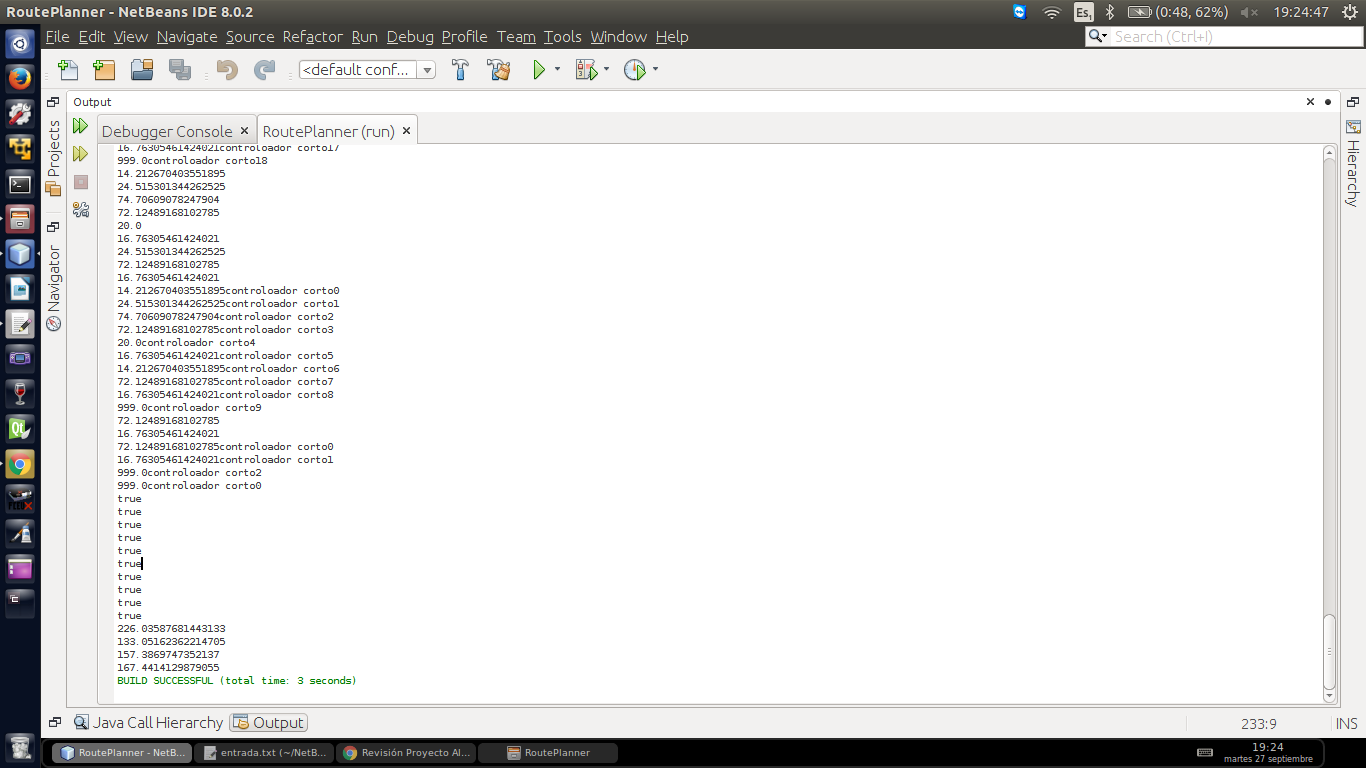 RoutePlanner - NetBeans IDE 8.0.2
Es1
(0:48, 62%)
19:24:47
File Edit View Navigate Source Refactor Run Debug Profile Team Tools Window Help
Search (Ctrl+I)
<default conf...
Output
Debugger Console
RoutePlanner (run)
Projects
Navigator
Hierarchy
16.76305461424021controloador corto17
999.0controloador corto18
14.212670403551895
24.515301344262525
74.70609078247904
72.12489168102785
20.0
16.76305461424021
24.515301344262525
72.12489168102785
16.76305461424021
14.212670403551895controloador corto0
24.515301344262525controloador corto1
74.70609078247904controloador corto2
72.12489168102785controloador corto3
20.0controloador corto4
16.76305461424021controloador corto5
14.212670403551895controloador corto6
72.12489168102785controloador corto7
16.76305461424021controloador corto8
999.0controloador corto9
72.12489168102785
16.76305461424021
72.12489168102785controloador corto0
16.76305461424021controloador corto1
999.0controloador corto2
999.0controloador corto0
true
true
true
true
true
true
true
true
true
true
226.03587681443133
133.05162362214705
157.3869747352137
167.4414129879055
BUILD SUCCESSFUL (total time: 3 seconds)
Java Call Hierarchy
Output
233:9
INS
RoutePlanner - NetB...
entrada.txt (~/NetB...
Revisión Proyecto Al...
RoutePlanner
19:24
martes 27 septiembre